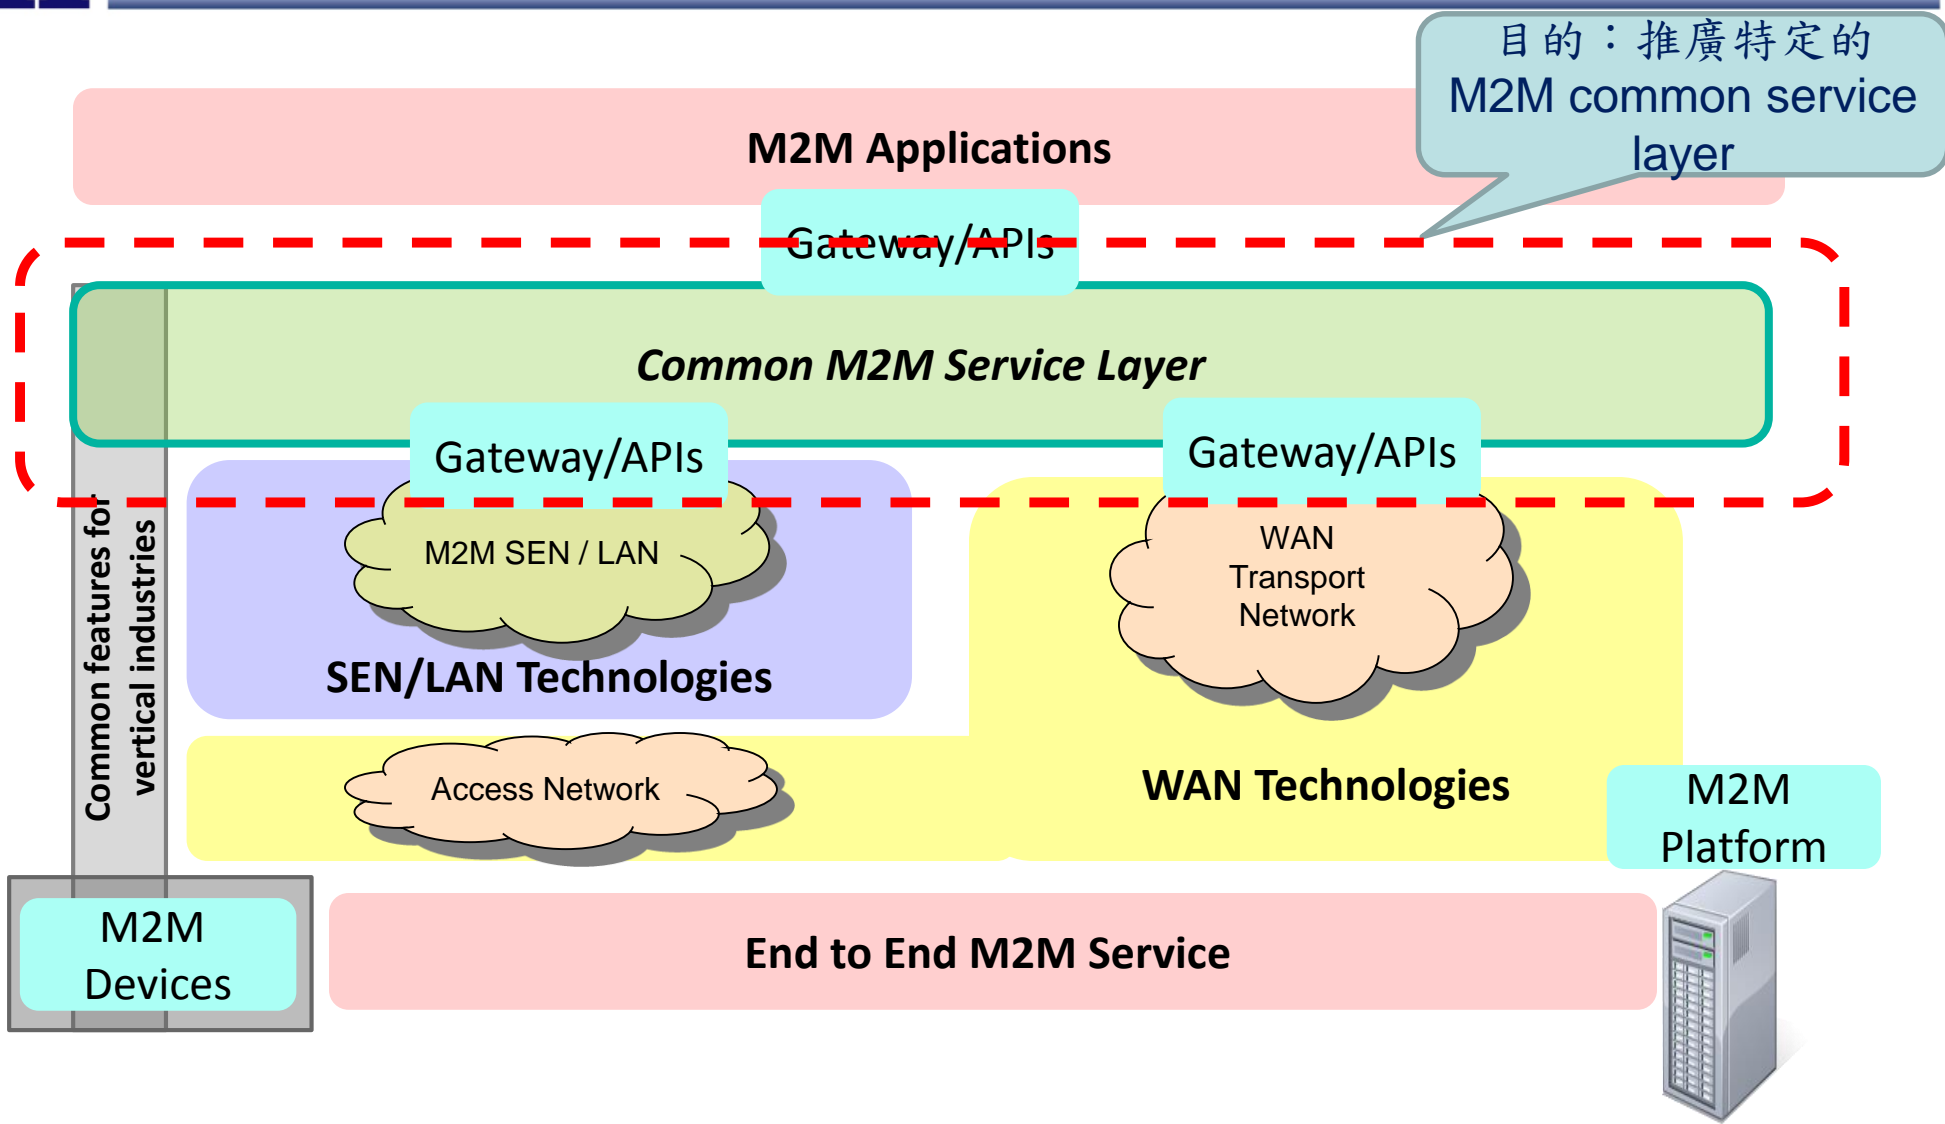 目的：推廣特定的
M2M common service
layer
M2M Applications
Gateway/APIs
Common M2M Service Layer
Gateway/APIs
Gateway/APIs
Common features for
vertical industries
M2M SEN / LAN
WAN
Transport
Network
SEN/LAN Technologies
Access Network
WAN Technologies
M2M
Platform
M2M
Devices
End to End M2M Service